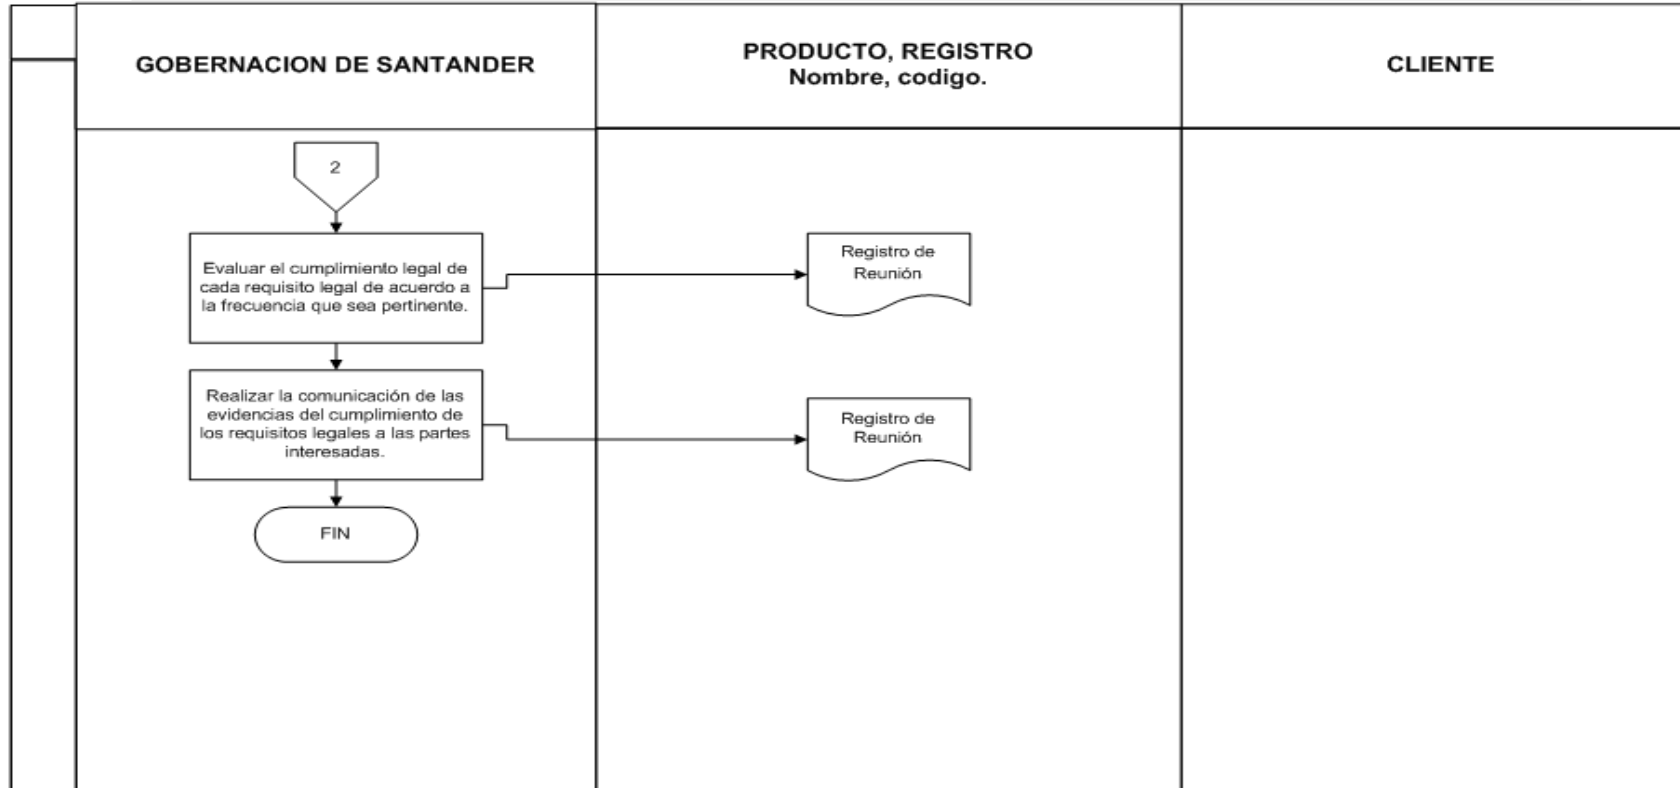 GOBERNACION DE SANTANDER
PRODUCTO, REGISTRO
Nombre, codigo.
CLIENTE
2
Evaluar el cumplimiento legal de
cada requisito legal de acuerdo a
la frecuencia que sea pertinente.
Registro de
Reunión
Realizar la comunicación de las
evidencias del cumplimiento de
los requisitos legales a las partes
interesadas.
Registro de
Reunión
FIN